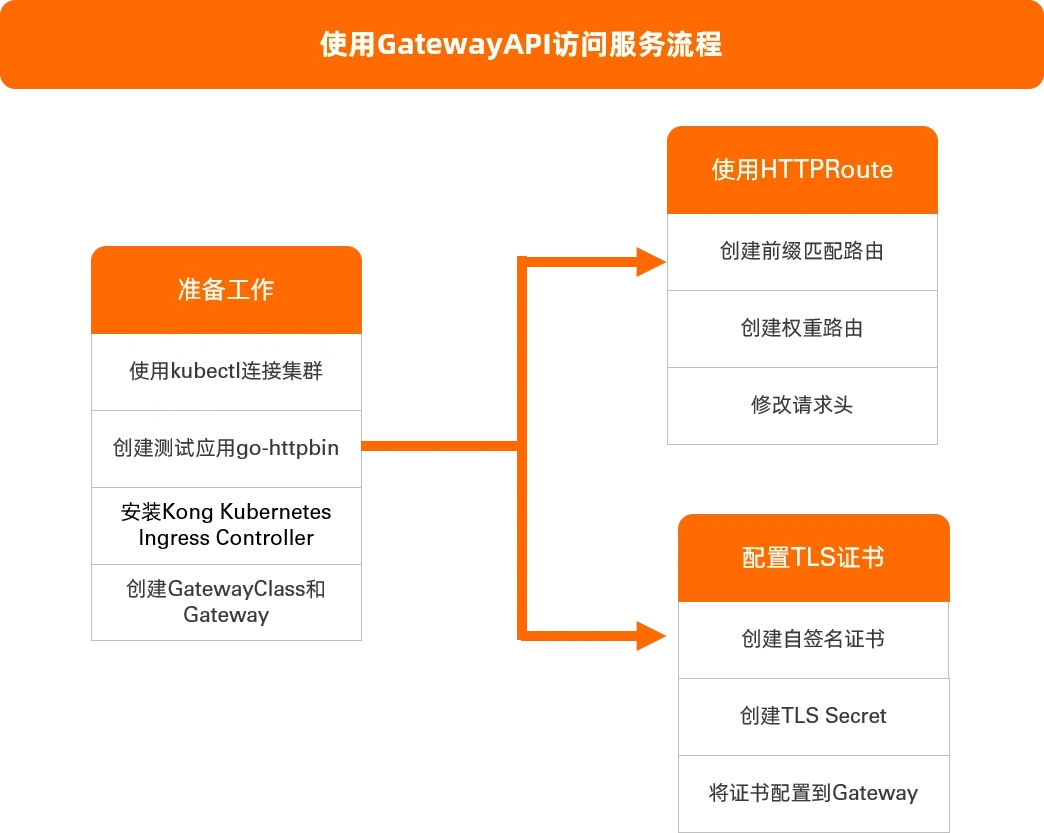 使用GatewayAPI访问服务流程
准备工作
使用kubectl连接集群
创建测试应用go-httpbin
安装Kong Kubernetes
Ingress Controller
创建GatewayClass和
Gateway
使用HTTPRoute
创建前缀匹配路由
创建权重路由
修改请求头
配置TLS证书
创建自签名证书
创建TLS Secret
将证书配置到Gateway